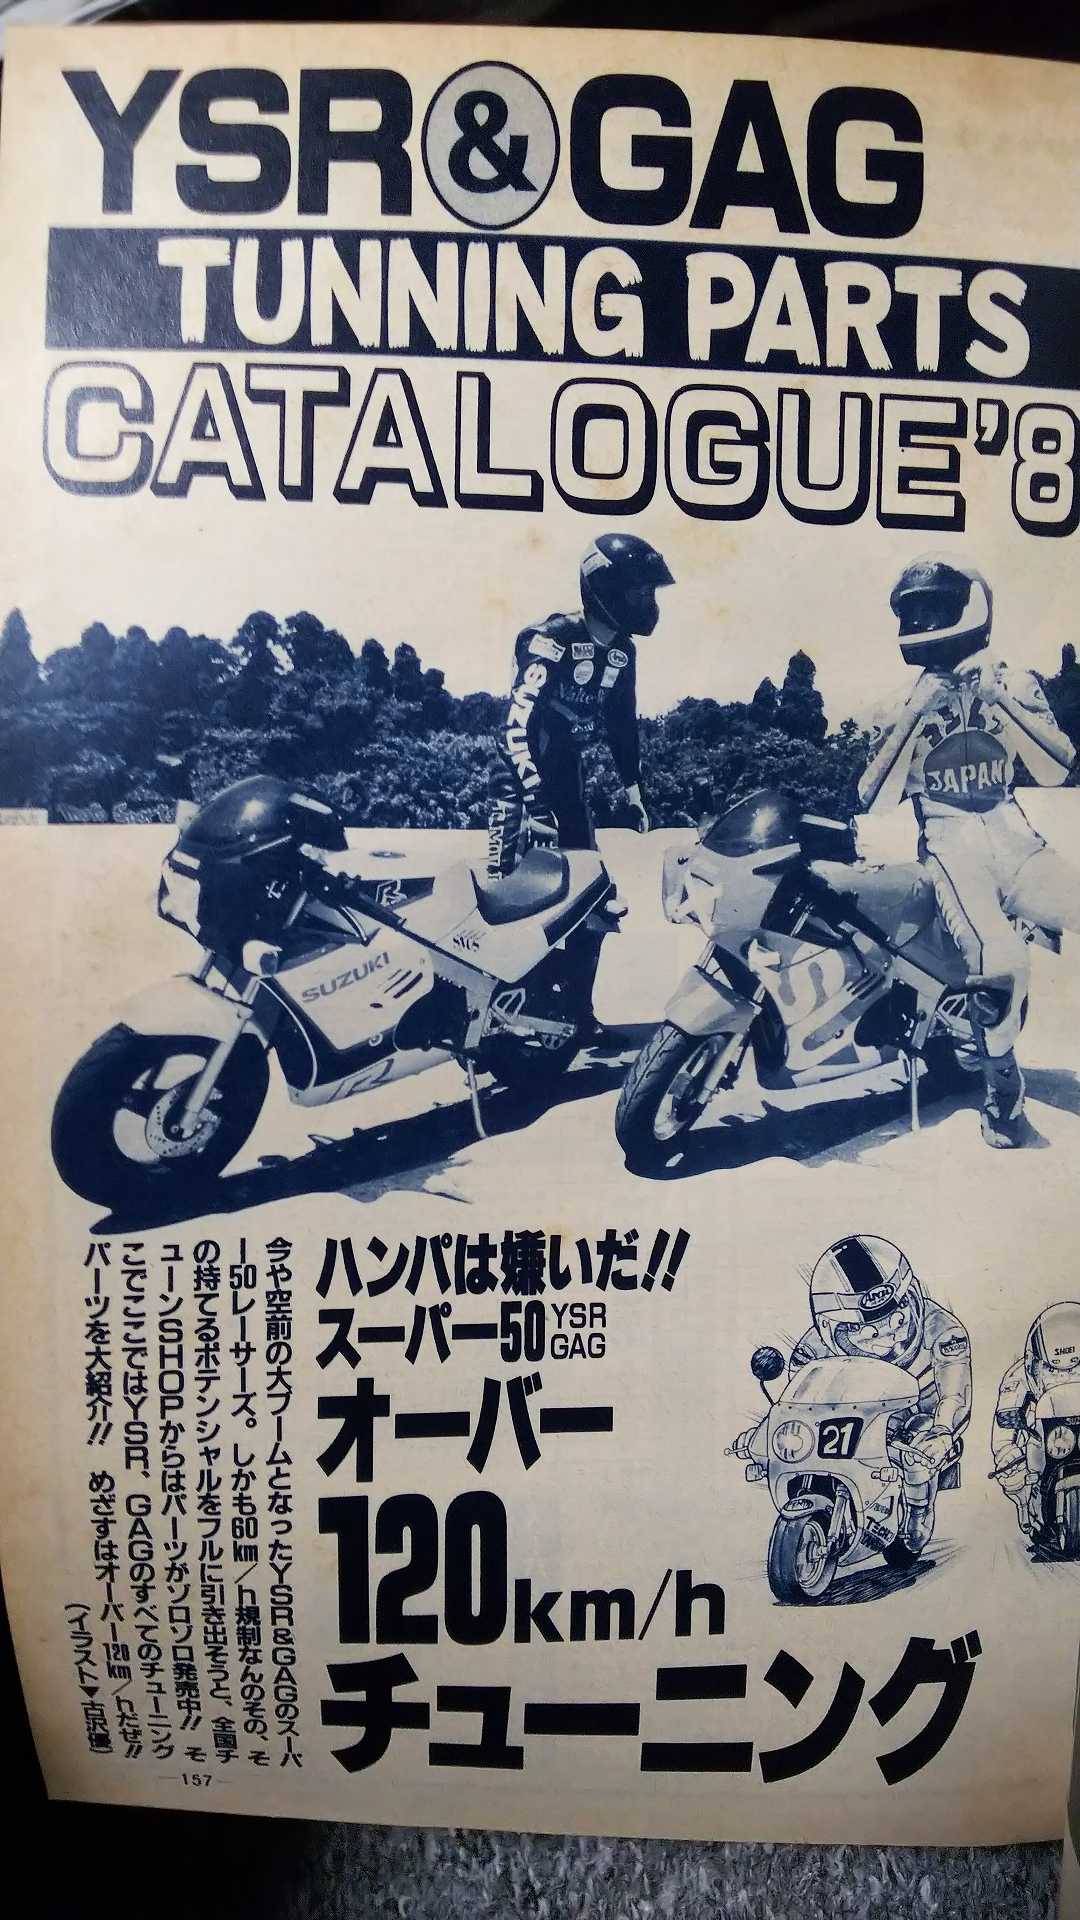 YSR&GAG
TUNNING PARTS
CATALOGUE'8
SUZUKI
JAPAN
SUZUKI
R
ハンパは嫌いだ!!
スーパー50 YSR GAG
オーバー
120km/h
チューニング
今や空前の大ブームとなったYSR&GAGのスーパ
ー50レーサーズ。しかも60km/h規制なんのその、そ
の持てるポテンシャルをフルに引き出そうと、全国チ
ューンSHOPからはパーツがゾロゾロ発売中!! そ
こでここではYSR、GAGのすべてのチューニング
パーツを大紹介!! めざすはオーバー120km/hだぜ!!
(イラスト▼古沢優)
ARAI
21
SHOEI
—157—